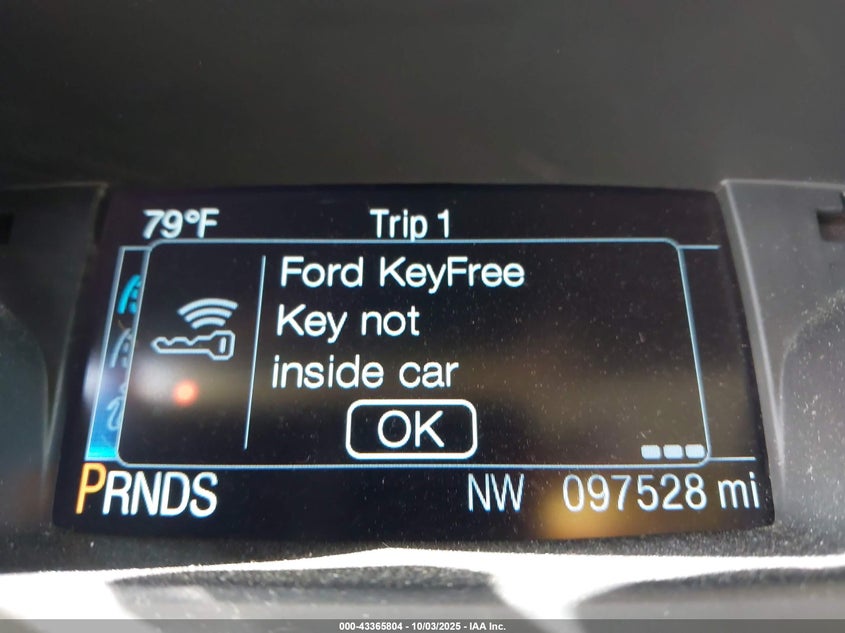 79°F Trip 1
Ford KeyFree
Key not
inside car
OK
PRNDS NW 097528 mi
000-43365804 - 10/03/2025 - IAA Inc.